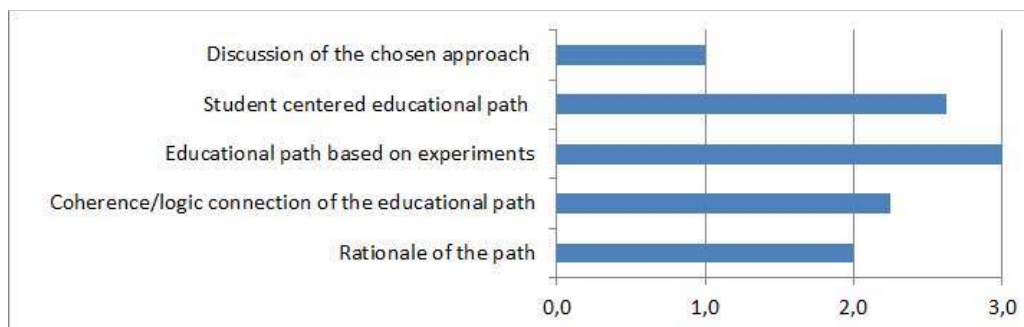 Discussion of the chosen approach
Student centered educational path
Educational path based on experiments
Coherence/logic connection of the educational path
Rationale of the path
0,0 1,0 2,0 3,0